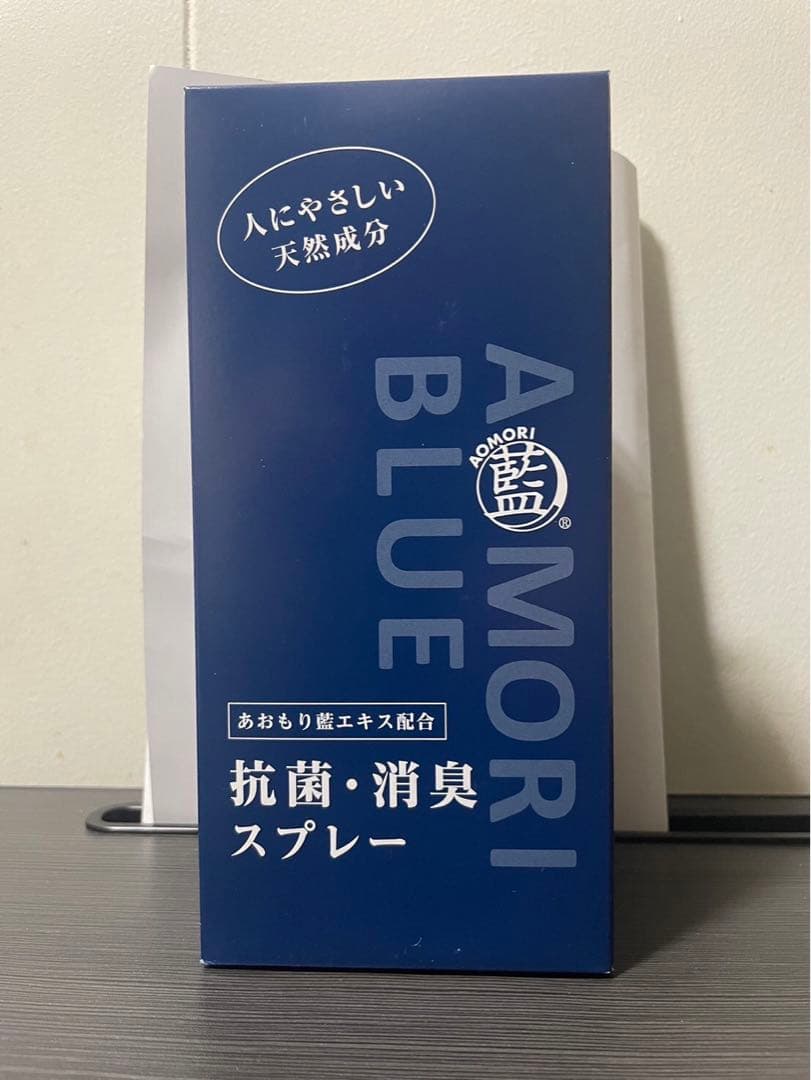 人にやさしい
天然成分
AOMORI
BLUE
AOMORI
藍
®
あおもり藍エキス配合
抗菌・消臭
スプレー